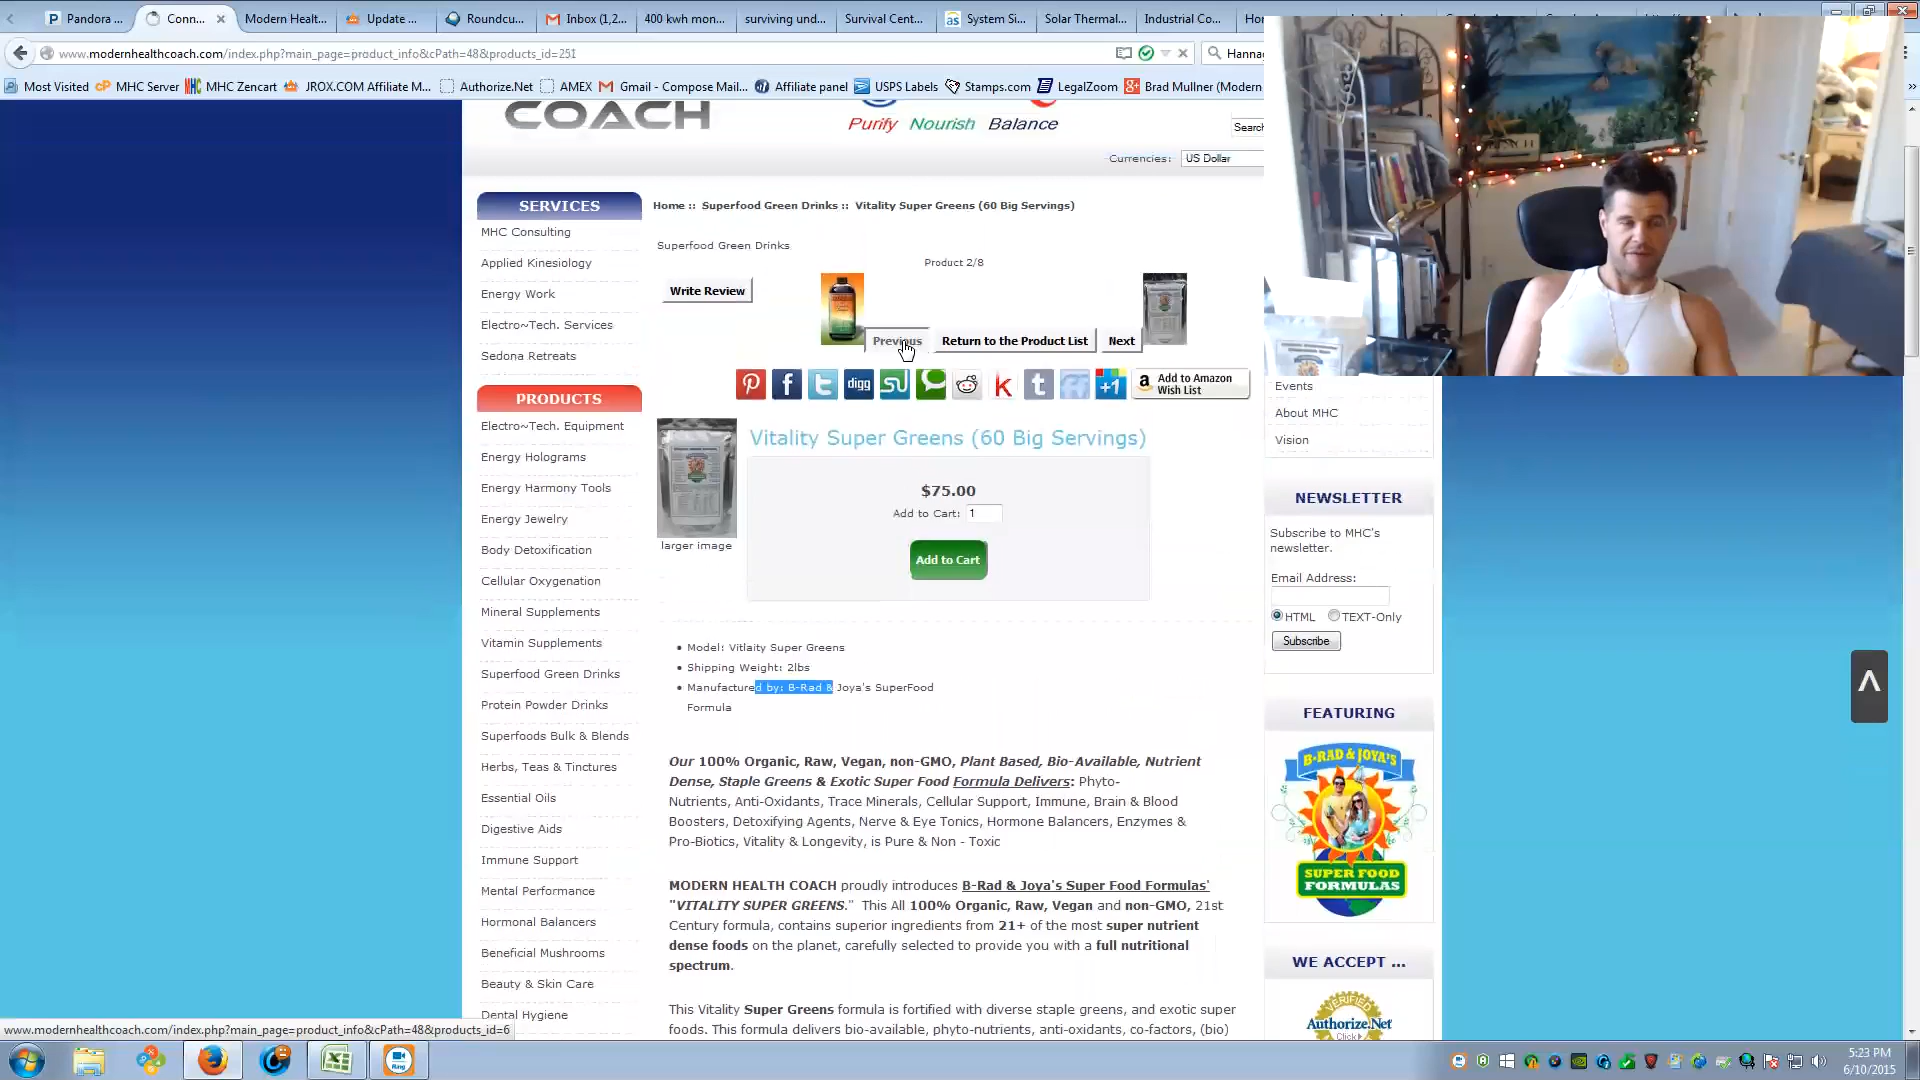 Pandora ...
Conn...
Modern Healt...
Update ...
Roundcu...
Inbox (1,2...
400 kwh mon...
surviving und...
Survival Cent...
System Si...
Solar Thermal...
Industrial Co...
www.modernhealthcoach.com/index.php?main_page=product_info&cPath=48&products_id=251
Hannag
Most Visited
MHC Server
MHC Zencart
JROX.COM Affiliate M...
Authorize.Net
AMEX
Gmail - Compose Mail...
Affiliate panel
USPS Labels
Stamps.com
LegalZoom
Brad Mullner (Modern
COACH
Purify Nourish Balance
Search
Currencies: US Dollar
SERVICES
MHC Consulting
Applied Kinesiology
Energy Work
Electro~Tech. Services
Sedona Retreats
PRODUCTS
Electro~Tech. Equipment
Energy Holograms
Energy Harmony Tools
Energy Jewelry
Body Detoxification
Cellular Oxygenation
Mineral Supplements
Vitamin Supplements
Superfood Green Drinks
Protein Powder Drinks
Superfoods Bulk & Blends
Herbs, Teas & Tinctures
Essential Oils
Digestive Aids
Immune Support
Mental Performance
Hormonal Balancers
Beneficial Mushrooms
Beauty & Skin Care
Dental Hygiene
Home :: Superfood Green Drinks :: Vitality Super Greens (60 Big Servings)
Superfood Green Drinks
Product 2/8
Write Review
Previous
Return to the Product List
Next
digg
+1
Add to Amazon
Wish List
larger image
Vitality Super Greens (60 Big Servings)
$75.00
Add to Cart: 1
Add to Cart
Model: Vitlaity Super Greens
Shipping Weight: 2lbs
Manufactured by: B-Rad & Joya's SuperFood
Formula
Our 100% Organic, Raw, Vegan, non-GMO, Plant Based, Bio-Available, Nutrient
Dense, Staple Greens & Exotic Super Food Formula Delivers: Phyto-
Nutrients, Anti-Oxidants, Trace Minerals, Cellular Support, Immune, Brain & Blood
Boosters, Detoxifying Agents, Nerve & Eye Tonics, Hormone Balancers, Enzymes &
Pro-Biotics, Vitality & Longevity, is Pure & Non - Toxic
MODERN HEALTH COACH proudly introduces B-Rad & Joya's Super Food Formulas'
"VITALITY SUPER GREENS." This All 100% Organic, Raw, Vegan and non-GMO, 21st
Century formula, contains superior ingredients from 21+ of the most super nutrient
dense foods on the planet, carefully selected to provide you with a full nutritional
spectrum.
This Vitality Super Greens formula is fortified with diverse staple greens, and exotic super
foods. This formula delivers bio-available, phyto-nutrients, anti-oxidants, co-factors, (bio)
Events
About MHC
Vision
NEWSLETTER
Subscribe to MHC's
newsletter.
Email Address:
HTML TEXT-Only
Subscribe
FEATURING
B-RAD & JOYA'S
SUPER FOOD
FORMULAS
WE ACCEPT ...
VERIFIED
Authorize.Net
Click
www.modernhealthcoach.com/index.php?main_page=product_info&cPath=48&products_id=6
Ring
5:23 PM
6/10/2015